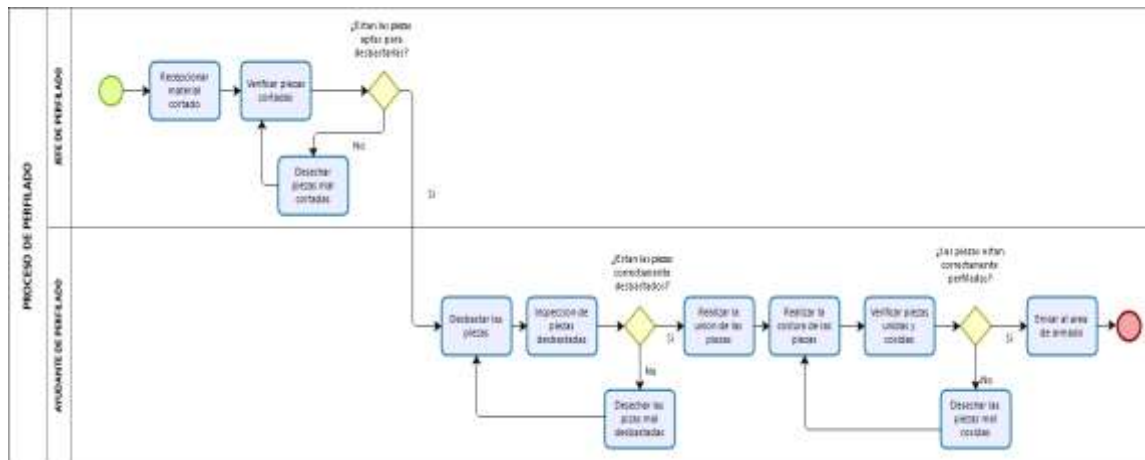 PROCESO DE PERFILADO
JEFE DE PERFILADO
¿Estan las piezas
aptas para
desbastarlas?
Recepcionar
material
cortado
Verificar piezas
cortadas
No
Desechar
piezas mal
cortadas
Si
AYUDANTE DE PERFILADO
¿Estan las piezas
correctamente
desbastadas?
¿Las piezas estan
correctamente
perfiladas?
Desbastar las
piezas
Inspeccion de
piezas
desbastadas
Si
Realizar la
union de las
piezas
Realizar la
costura de las
piezas
Verificar piezas
unidas y
cosidas
Si
Enviar al area
de armado
No
Desechar las
pizas mal
desbastadas
No
Desechar las
piezas mal
cosidas